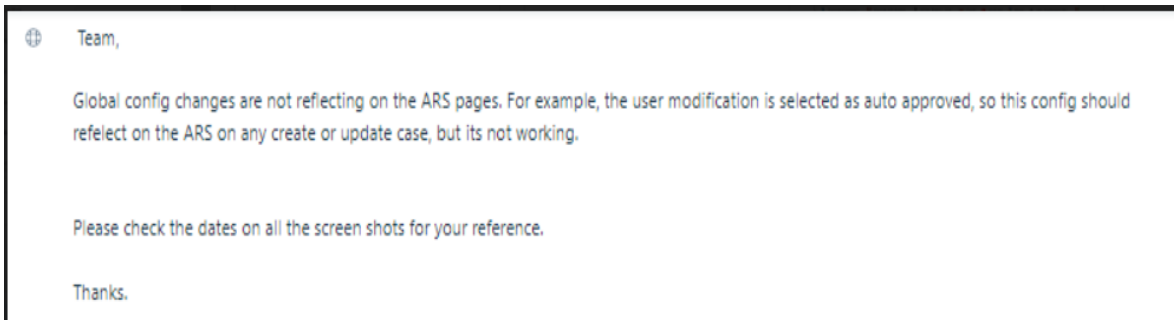 Team,
Global config changes are not reflecting on the ARS pages. For example, the user modification is selected as auto approved, so this config should
refelect on the ARS on any create or update case, but its not working.
Please check the dates on all the screen shots for your reference.
Thanks.